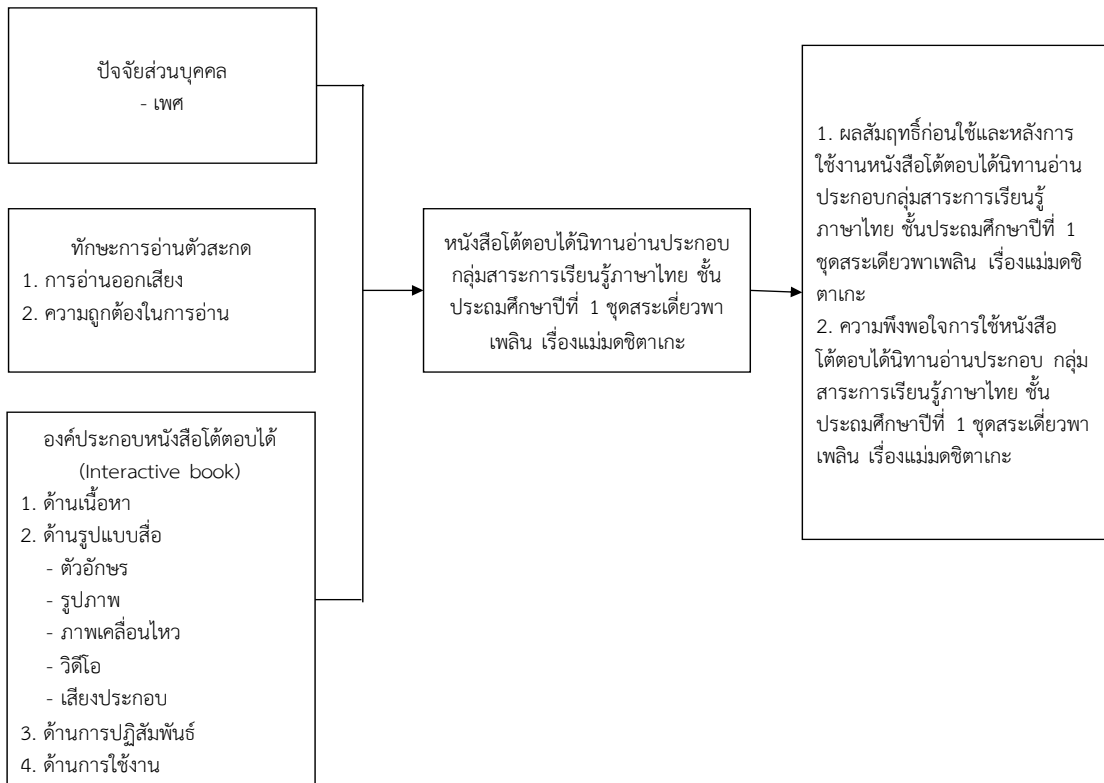 ปัจจัยส่วนบุคคล
- เพศ
ทักษะการอ่านตัวสะกด
1. การอ่านออกเสียง
2. ความถูกต้องในการอ่าน
องค์ประกอบหนังสือโต้ตอบได้
(Interactive book)
1. ด้านเนื้อหา
2. ด้านรูปแบบสื่อ
- ตัวอักษร
- รูปภาพ
- ภาพเคลื่อนไหว
- วิดีโอ
- เสียงประกอบ
3. ด้านการปฏิสัมพันธ์
4. ด้านการใช้งาน
หนังสือโต้ตอบได้นิทานอ่านประกอบ
กลุ่มสาระการเรียนรู้ภาษาไทย ชั้น
ประถมศึกษาปีที่ 1 ชุดสระเดี่ยวพา
เพลิน เรื่องแม่มดชิตาเกะ
1. ผลสัมฤทธิ์ก่อนใช้และหลังการ
ใช้งานหนังสือโต้ตอบได้นิทานอ่าน
ประกอบกลุ่มสาระการเรียนรู้
ภาษาไทย ชั้นประถมศึกษาปีที่ 1
ชุดสระเดียวพาเพลิน เรื่องแม่มดชิ
ตาเกะ
2. ความพึงพอใจการใช้หนังสือ
โต้ตอบได้นิทานอ่านประกอบ กลุ่ม
สาระการเรียนรู้ภาษาไทย ชั้น
ประถมศึกษาปีที่ 1 ชุดสระเดี่ยวพา
เพลิน เรื่องแม่มดชิตาเกะ